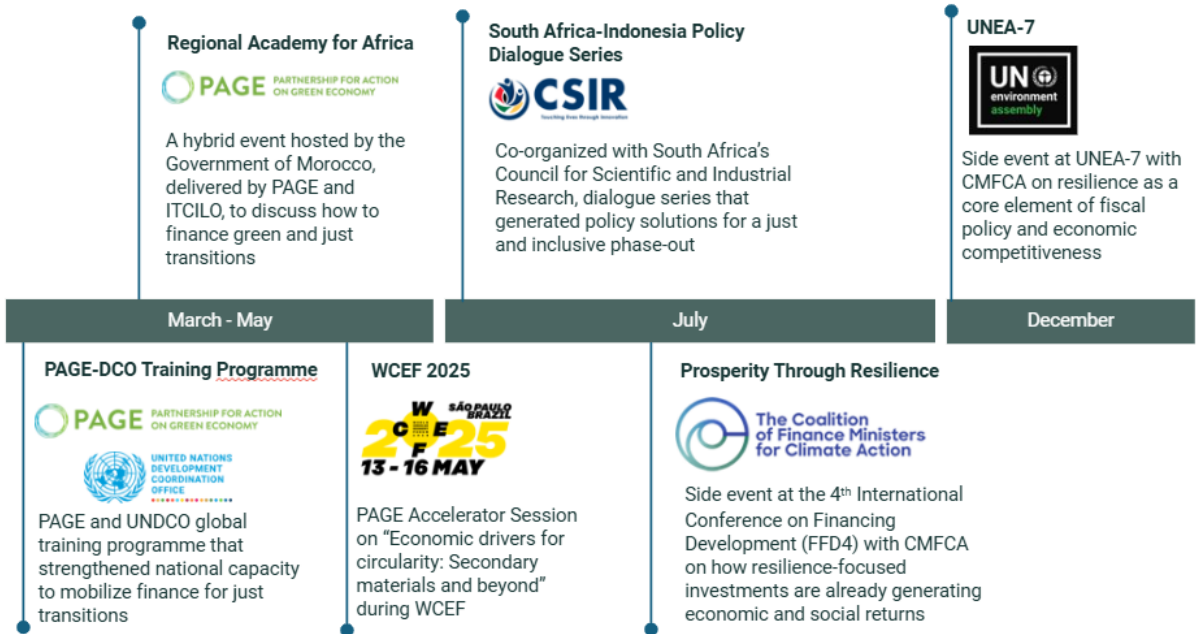 Regional Academy for Africa
PAGE PARTNERSHIP FOR ACTION
ON GREEN ECONOMY
A hybrid event hosted by the
Government of Morocco,
delivered by PAGE and
ITCILO, to discuss how to
finance green and just
transitions
South Africa-Indonesia Policy
Dialogue Series
CSIR
Touching lives through innovation
Co-organized with South Africa’s
Council for Scientific and Industrial
Research, dialogue series that
generated policy solutions for a just
and inclusive phase-out
UNEA-7
UN
environment
assembly
Side event at UNEA-7 with
CMFCA on resilience as a
core element of fiscal
policy and economic
competitiveness
March - May
July
December
PAGE-DCO Training Programme
PAGE PARTNERSHIP FOR ACTION
ON GREEN ECONOMY
UNITED NATIONS
DEVELOPMENT
COORDINATION
OFFICE
PAGE and UNDCO global
training programme that
strengthened national capacity
to mobilize finance for just
transitions
WCEF 2025
WCEF
SÃO PAULO
BRAZIL
2025
13 - 16 MAY
PAGE Accelerator Session
on “Economic drivers for
circularity: Secondary
materials and beyond”
during WCEF
Prosperity Through Resilience
The Coalition
of Finance Ministers
for Climate Action
Side event at the 4th International
Conference on Financing
Development (FFD4) with CMFCA
on how resilience-focused
investments are already generating
economic and social returns